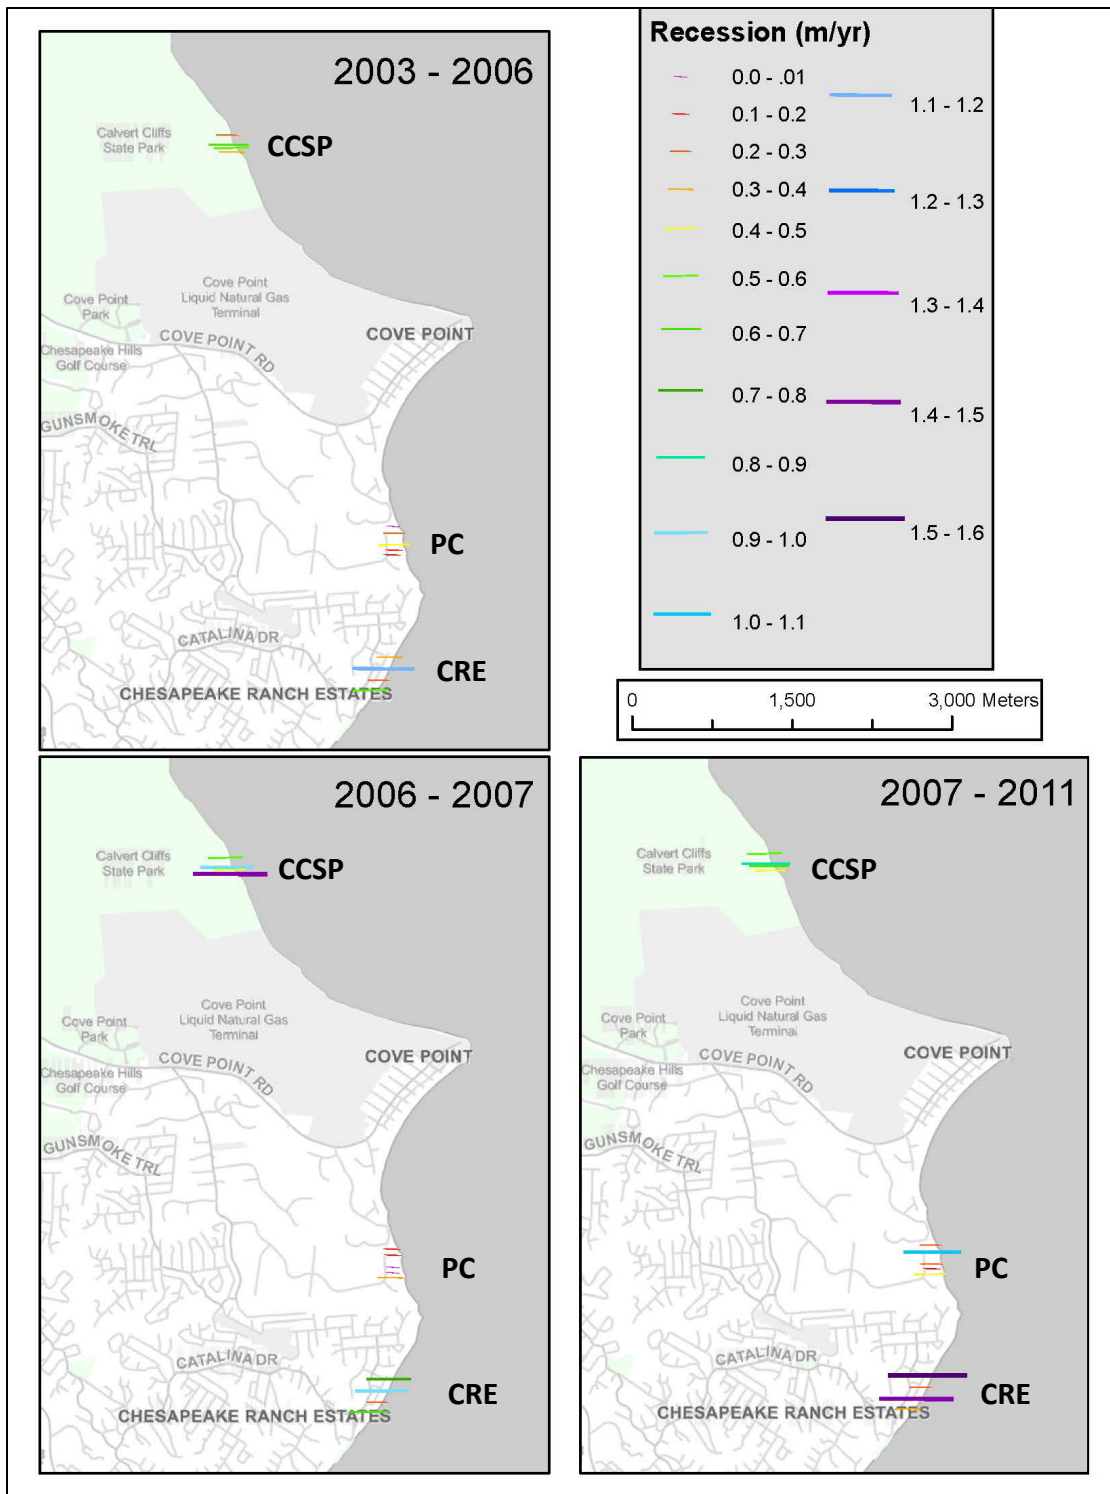 2003 - 2006
Calvert Cliffs
State Park
CCSP
Cove Point
Liquid Natural Gas
Terminal
Cove Point
Park
COVE POINT
COVE POINT RD
Chesapeake Hills
Golf Course
GUNSMOKE TRL
PC
CATALINA DR
CRE
CHESAPEAKE RANCH ESTATES
Recession (m/yr)
0.0 - .01
0.1 - 0.2
0.2 - 0.3
0.3 - 0.4
0.4 - 0.5
0.5 - 0.6
0.6 - 0.7
0.7 - 0.8
0.8 - 0.9
0.9 - 1.0
1.0 - 1.1
1.1 - 1.2
1.2 - 1.3
1.3 - 1.4
1.4 - 1.5
1.5 - 1.6
0 1,500 3,000 Meters
2006 - 2007
Calvert Cliffs
State Park
CCSP
Cove Point
Liquid Natural Gas
Terminal
Cove Point
Park
COVE POINT
COVE POINT RD
Chesapeake Hills
Golf Course
GUNSMOKE TRL
PC
CATALINA DR
CRE
CHESAPEAKE RANCH ESTATES
2007 - 2011
Calvert Cliffs
State Park
CCSP
Cove Point
Liquid Natural Gas
Terminal
Cove Point
Park
COVE POINT
COVE POINT RD
Chesapeake Hills
Golf Course
GUNSMOKE TRL
PC
CATALINA DR
CRE
CHESAPEAKE RANCH ESTATES